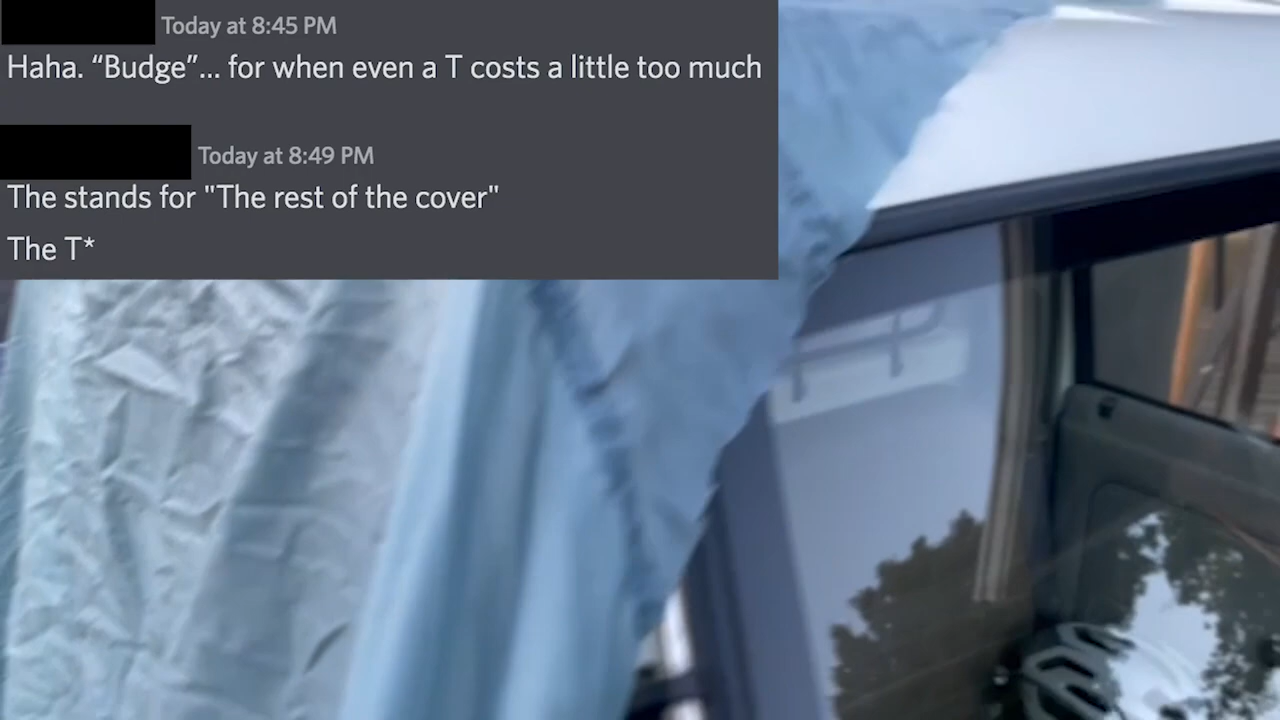 Today at 8:45 PM
Haha. “Budge”... for when even a T costs a little too much
Today at 8:49 PM
The stands for "The rest of the cover"
The T*